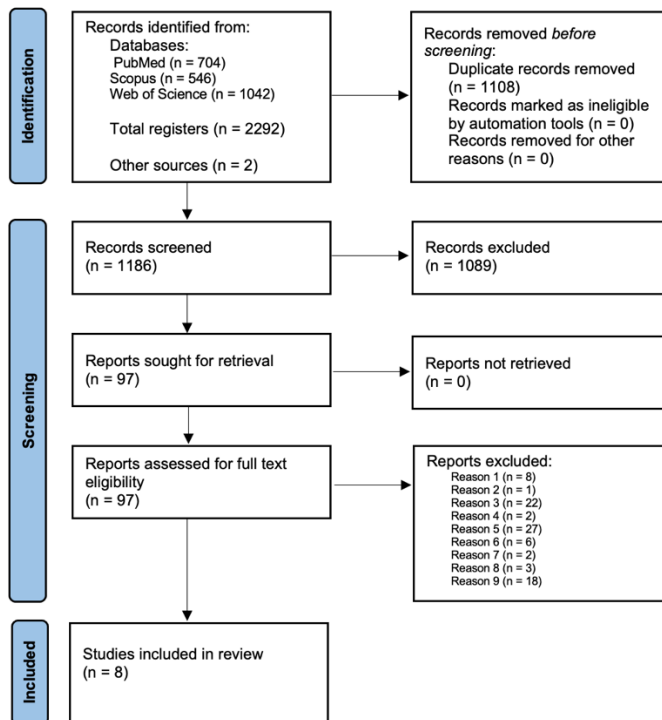 Identification
Records identified from:
Databases:
PubMed (n = 704)
Scopus (n = 546)
Web of Science (n = 1042)
Total registers (n = 2292)
Other sources (n = 2)
Records removed before
screening:
Duplicate records removed
(n = 1108)
Records marked as ineligible
by automation tools (n = 0)
Records removed for other
reasons (n = 0)
Screening
Records screened
(n = 1186)
Records excluded
(n = 1089)
Reports sought for retrieval
(n = 97)
Reports not retrieved
(n = 0)
Reports assessed for full text
eligibility
(n = 97)
Reports excluded:
Reason 1 (n = 8)
Reason 2 (n = 1)
Reason 3 (n = 22)
Reason 4 (n = 2)
Reason 5 (n = 27)
Reason 6 (n = 6)
Reason 7 (n = 2)
Reason 8 (n = 3)
Reason 9 (n = 18)
Included
Studies included in review
(n = 8)